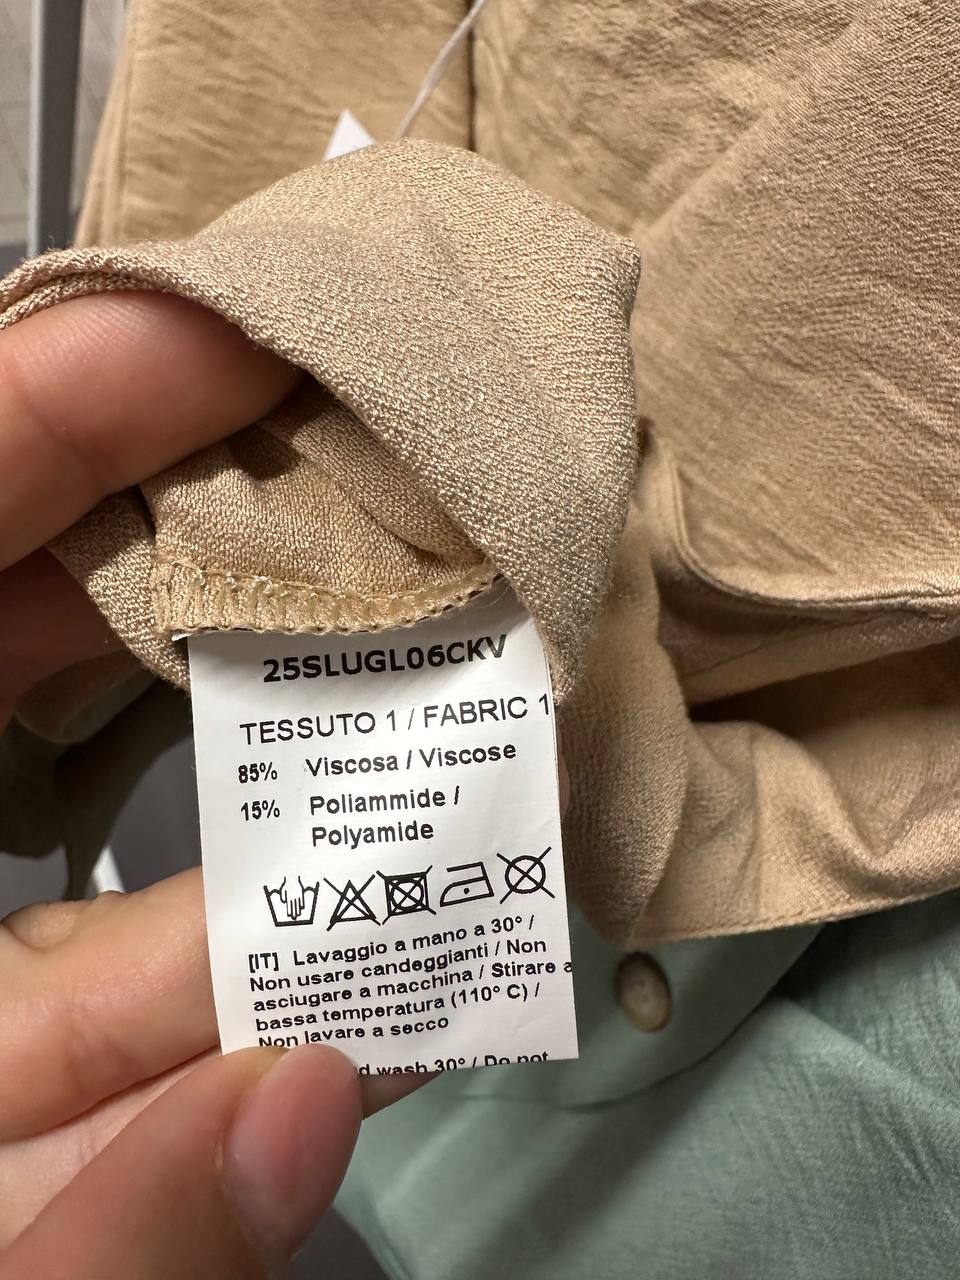 25SLUGL06CKV
TESSUTO 1 / FABRIC 1
85% Viscosa / Viscose
15% Poliammide /
Polyamide
[IT] Lavaggio a mano a 30° /
Non usare candeggianti / Non
asciugare a macchina / Stirare a
bassa temperatura (110° C) /
Non lavare a secco
wash 30° / Do not